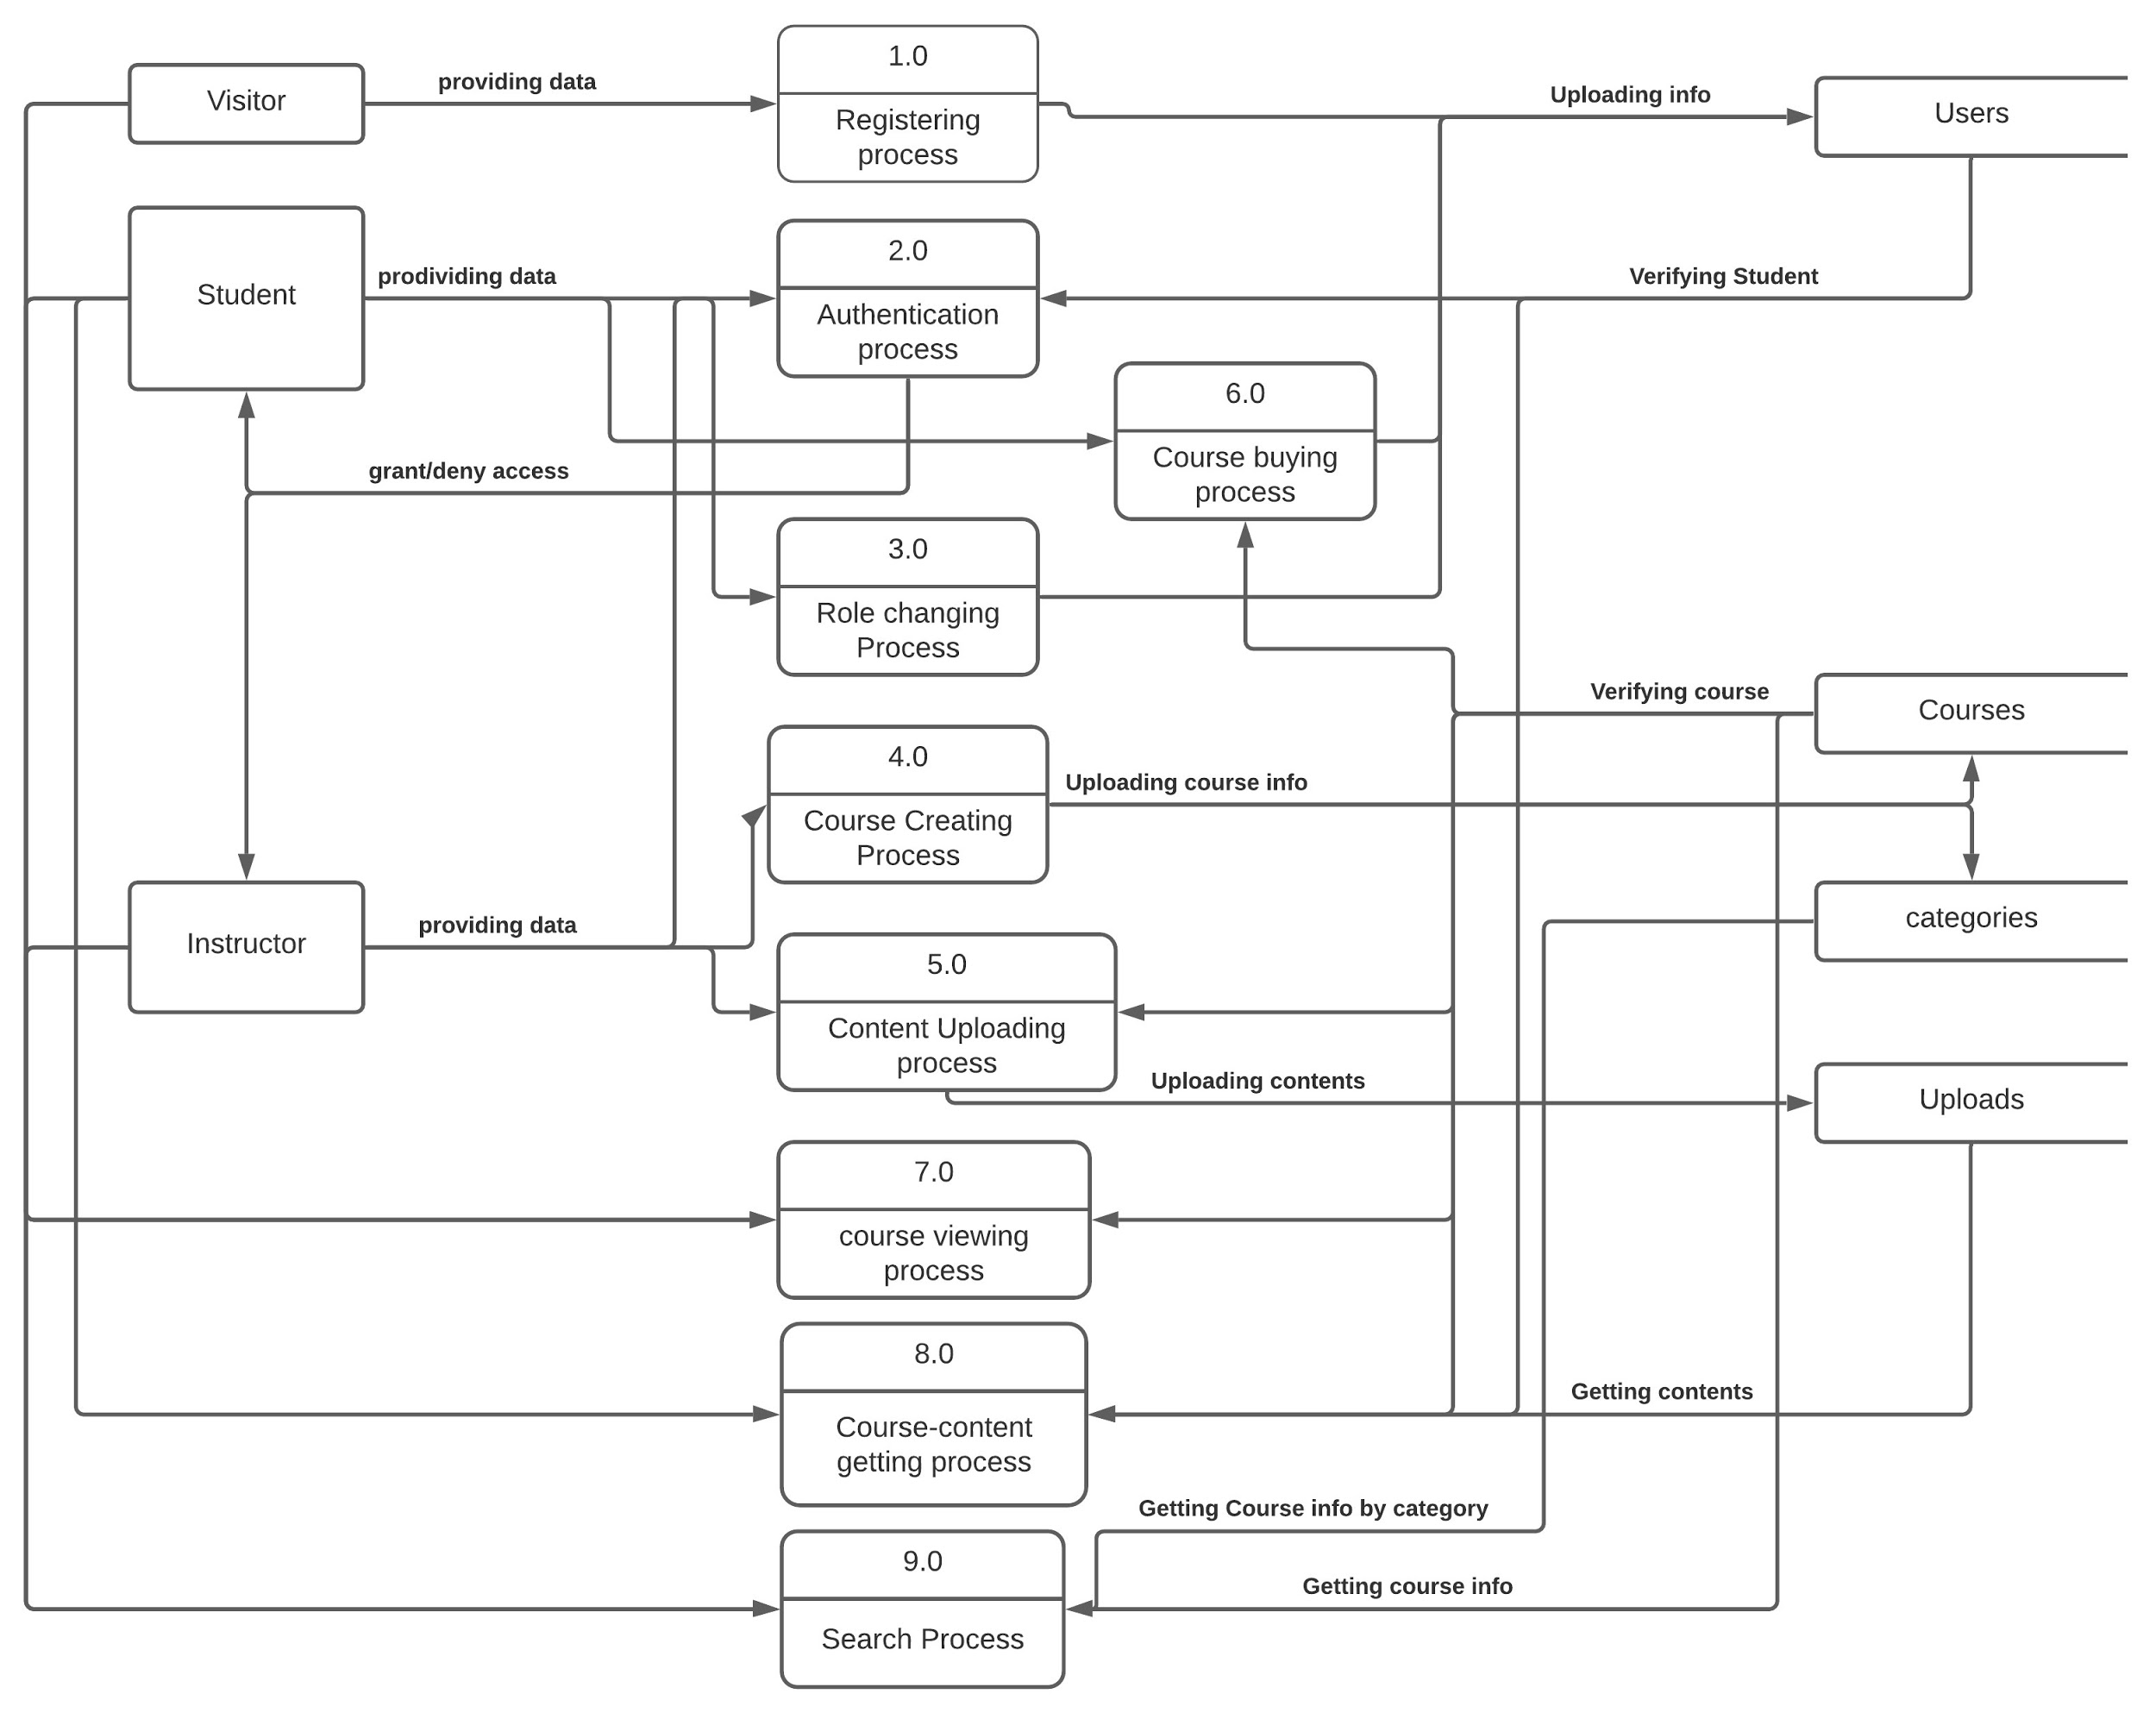 1.0
Registering
process
Visitor
providing data
Uploading info
Users
2.0
Authentication
process
Student
prodividing data
Verifying Student
6.0
Course buying
process
grant/deny access
3.0
Role changing
Process
Verifying course
Courses
4.0
Course Creating
Process
Uploading course info
categories
Instructor
providing data
5.0
Content Uploading
process
Uploading contents
Uploads
7.0
course viewing
process
8.0
Course-content
getting process
Getting contents
Getting Course info by category
9.0
Search Process
Getting course info